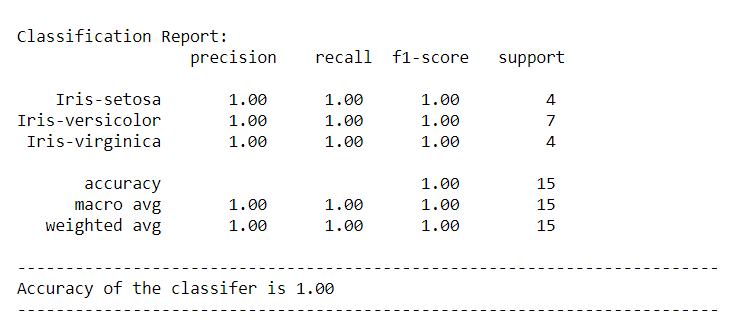 Classification Report:
precision recall f1-score support
Iris-setosa 1.00 1.00 1.00 4
Iris-versicolor 1.00 1.00 1.00 7
Iris-virginica 1.00 1.00 1.00 4
accuracy 1.00 15
macro avg 1.00 1.00 1.00 15
weighted avg 1.00 1.00 1.00 15
-------------------------------------------------------------------------
Accuracy of the classifer is 1.00
-------------------------------------------------------------------------